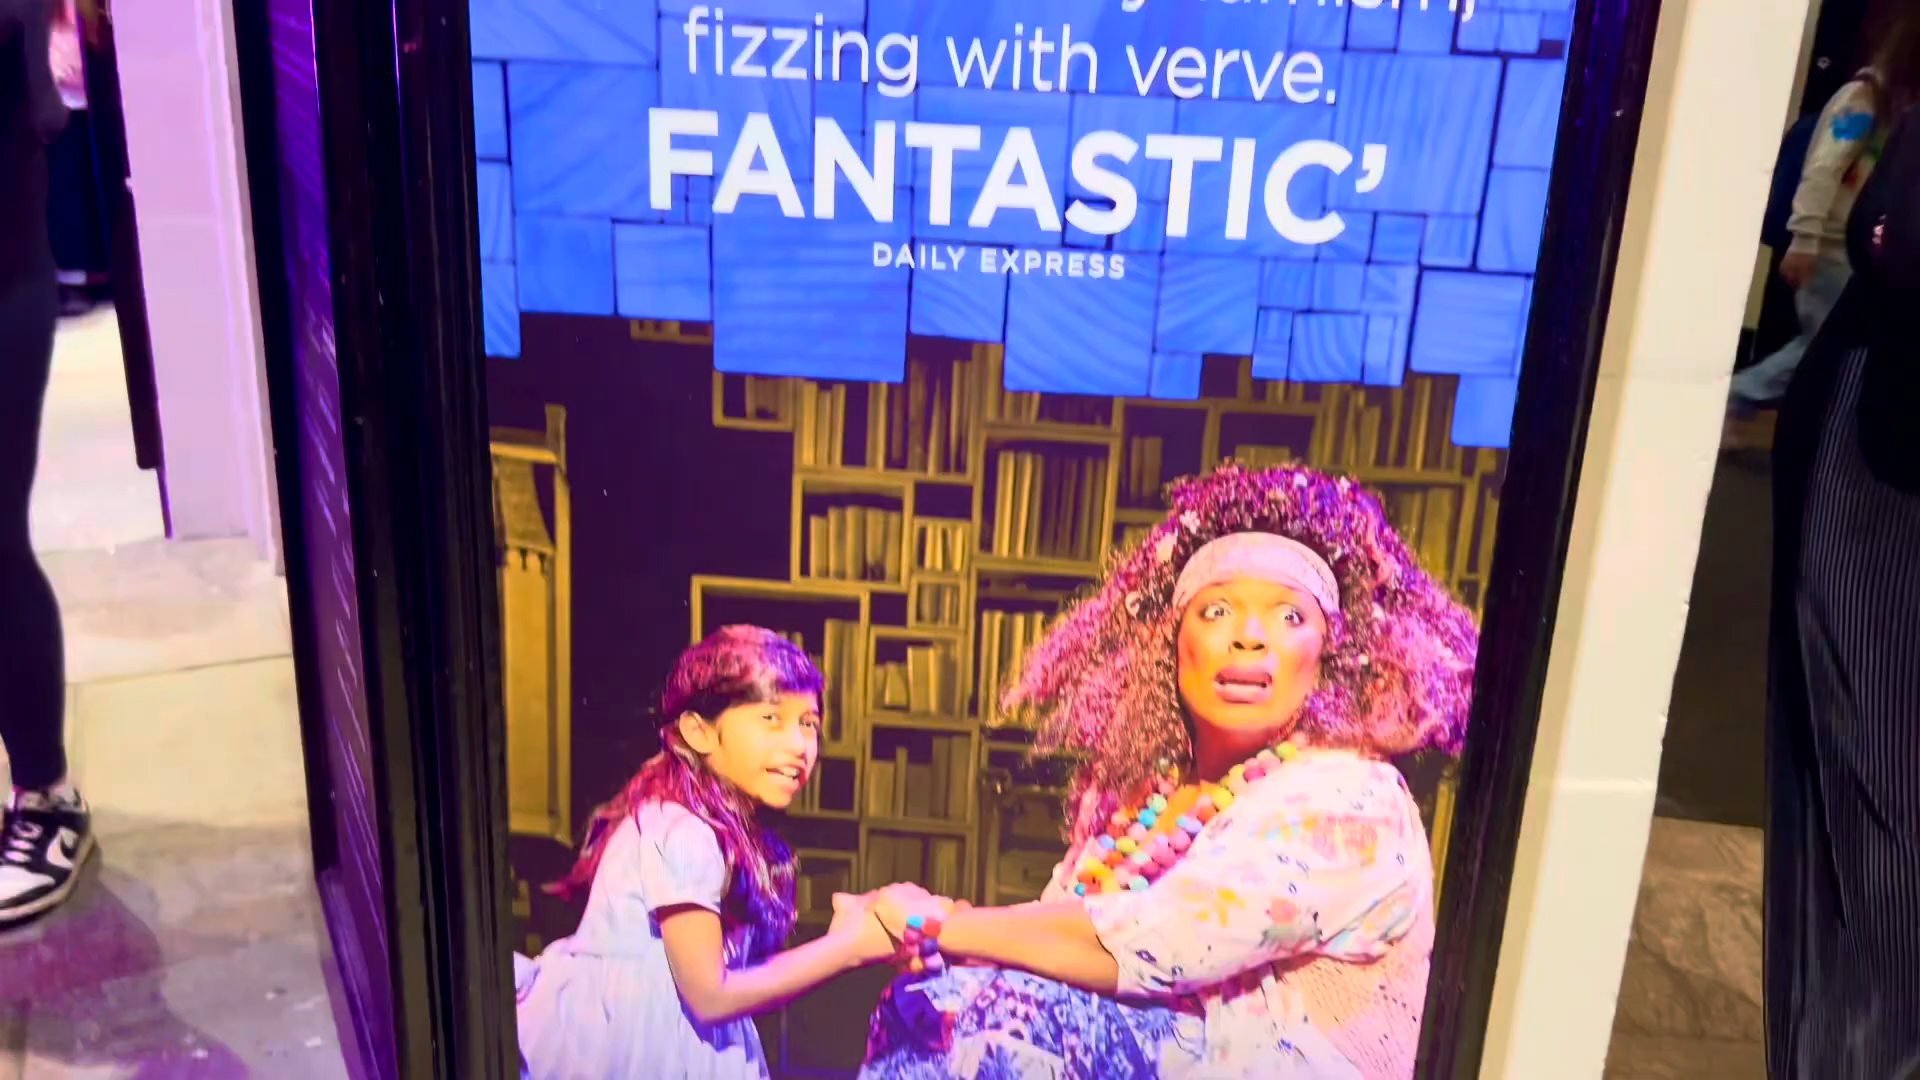 fizzing with verve.
FANTASTIC’
DAILY EXPRESS